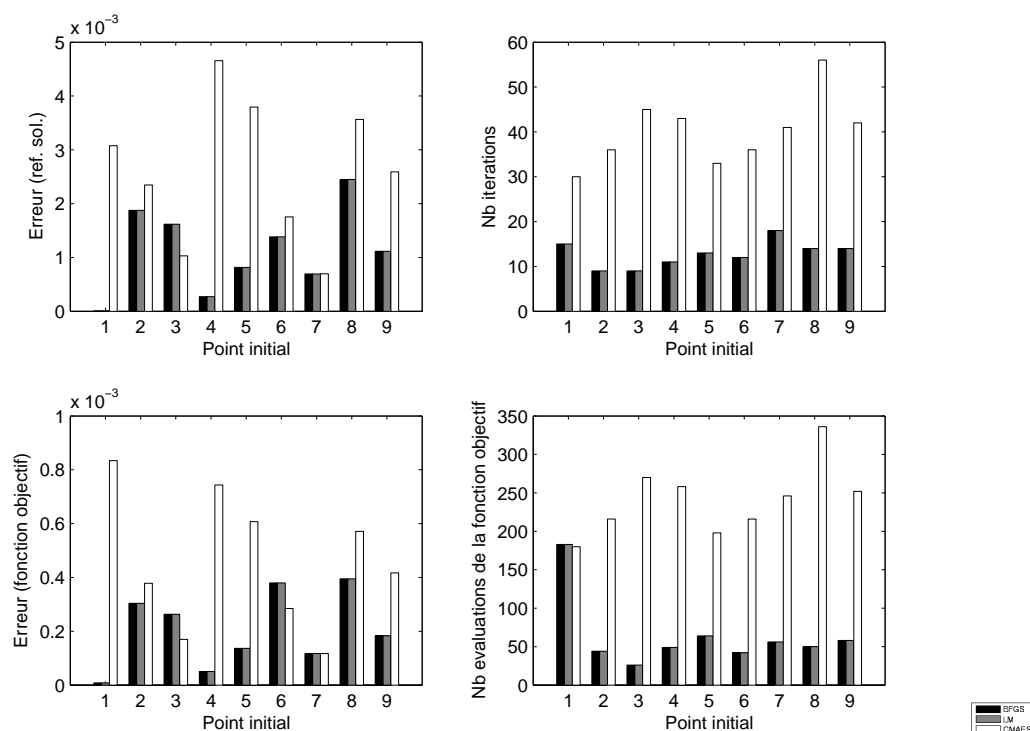 x 10−3
5
4
3
2
1
0
Erreur (ref. sol.)
1 2 3 4 5 6 7 8 9
Point initial
60
50
40
30
20
10
0
Nb iterations
1 2 3 4 5 6 7 8 9
Point initial
x 10−3
1
0.8
0.6
0.4
0.2
0
Erreur (fonction objectif)
1 2 3 4 5 6 7 8 9
Point initial
350
300
250
200
150
100
50
0
Nb evaluations de la fonction objectif
1 2 3 4 5 6 7 8 9
Point initial
BFGS
LM
CMAES